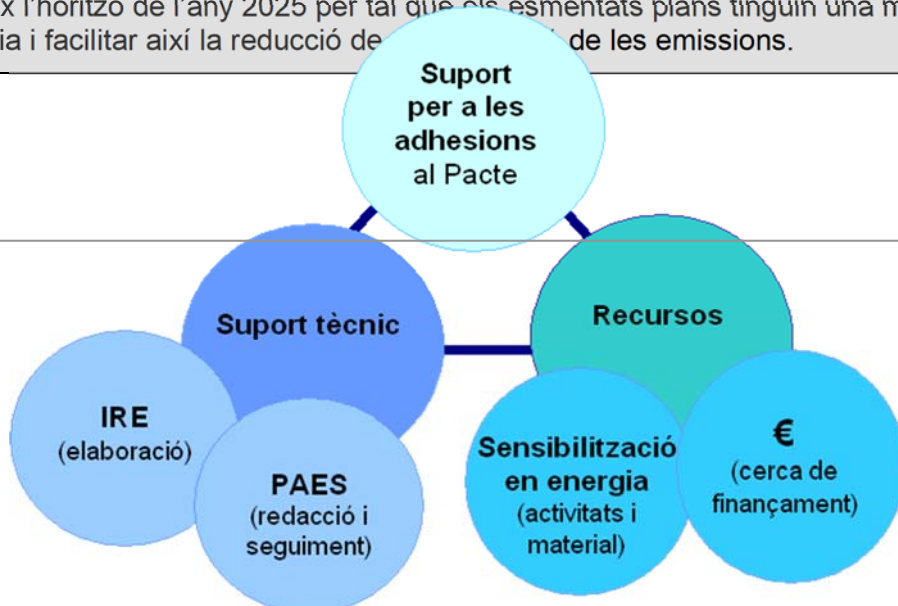 x l'horitzó de l'any 2025 per tal que els esmentats plans tinguin una m
ia i facilitar així la reducció de de les emissions.
Suport
per a les
adhesions
al Pacte
Suport tècnic
Recursos
IRE
(elaboració)
PAES
(redacció i
seguiment)
Sensibilització
en energia
(activitats i
material)
€
(cerca de
finançament)